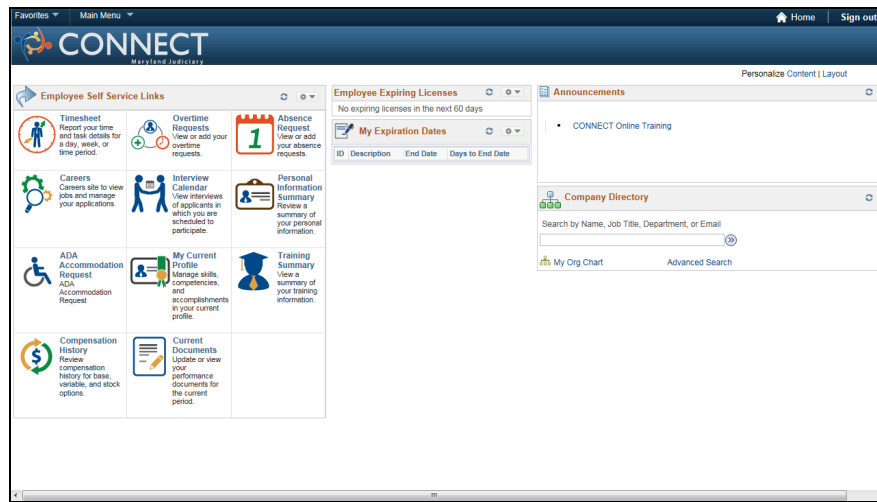 Favorites
Main Menu
Home
Sign out
CONNECT
Maryland Judiciary
Personalize Content | Layout
Employee Self Service Links
Timesheet
Report your time
and task details for
a day, week, or
time period.
Overtime
Requests
View or add your
overtime
requests.
Absence
Request
View or add
your absence
requests.
1
Careers
Careers site to view
jobs and manage
your applications.
Interview
Calendar
View interviews
of applicants in
which you are
scheduled to
participate.
Personal
Information
Summary
Review a
summary of
your personal
information.
ADA
Accommodation
Request
ADA
Accommodation
Request
My Current
Profile
Manage skills,
competencies,
and
accomplishments
in your current
profile.
Training
Summary
View a
summary of
your training
information.
Compensation
History
Review
compensation
history for base,
variable, and stock
options.
$
Current
Documents
Update or view
your
performance
documents for
the current
period.
Employee Expiring Licenses
No expiring licenses in the next 60 days
My Expiration Dates
ID Description End Date Days to End Date
Announcements
• CONNECT Online Training
Company Directory
Search by Name, Job Title, Department, or Email
My Org Chart
Advanced Search